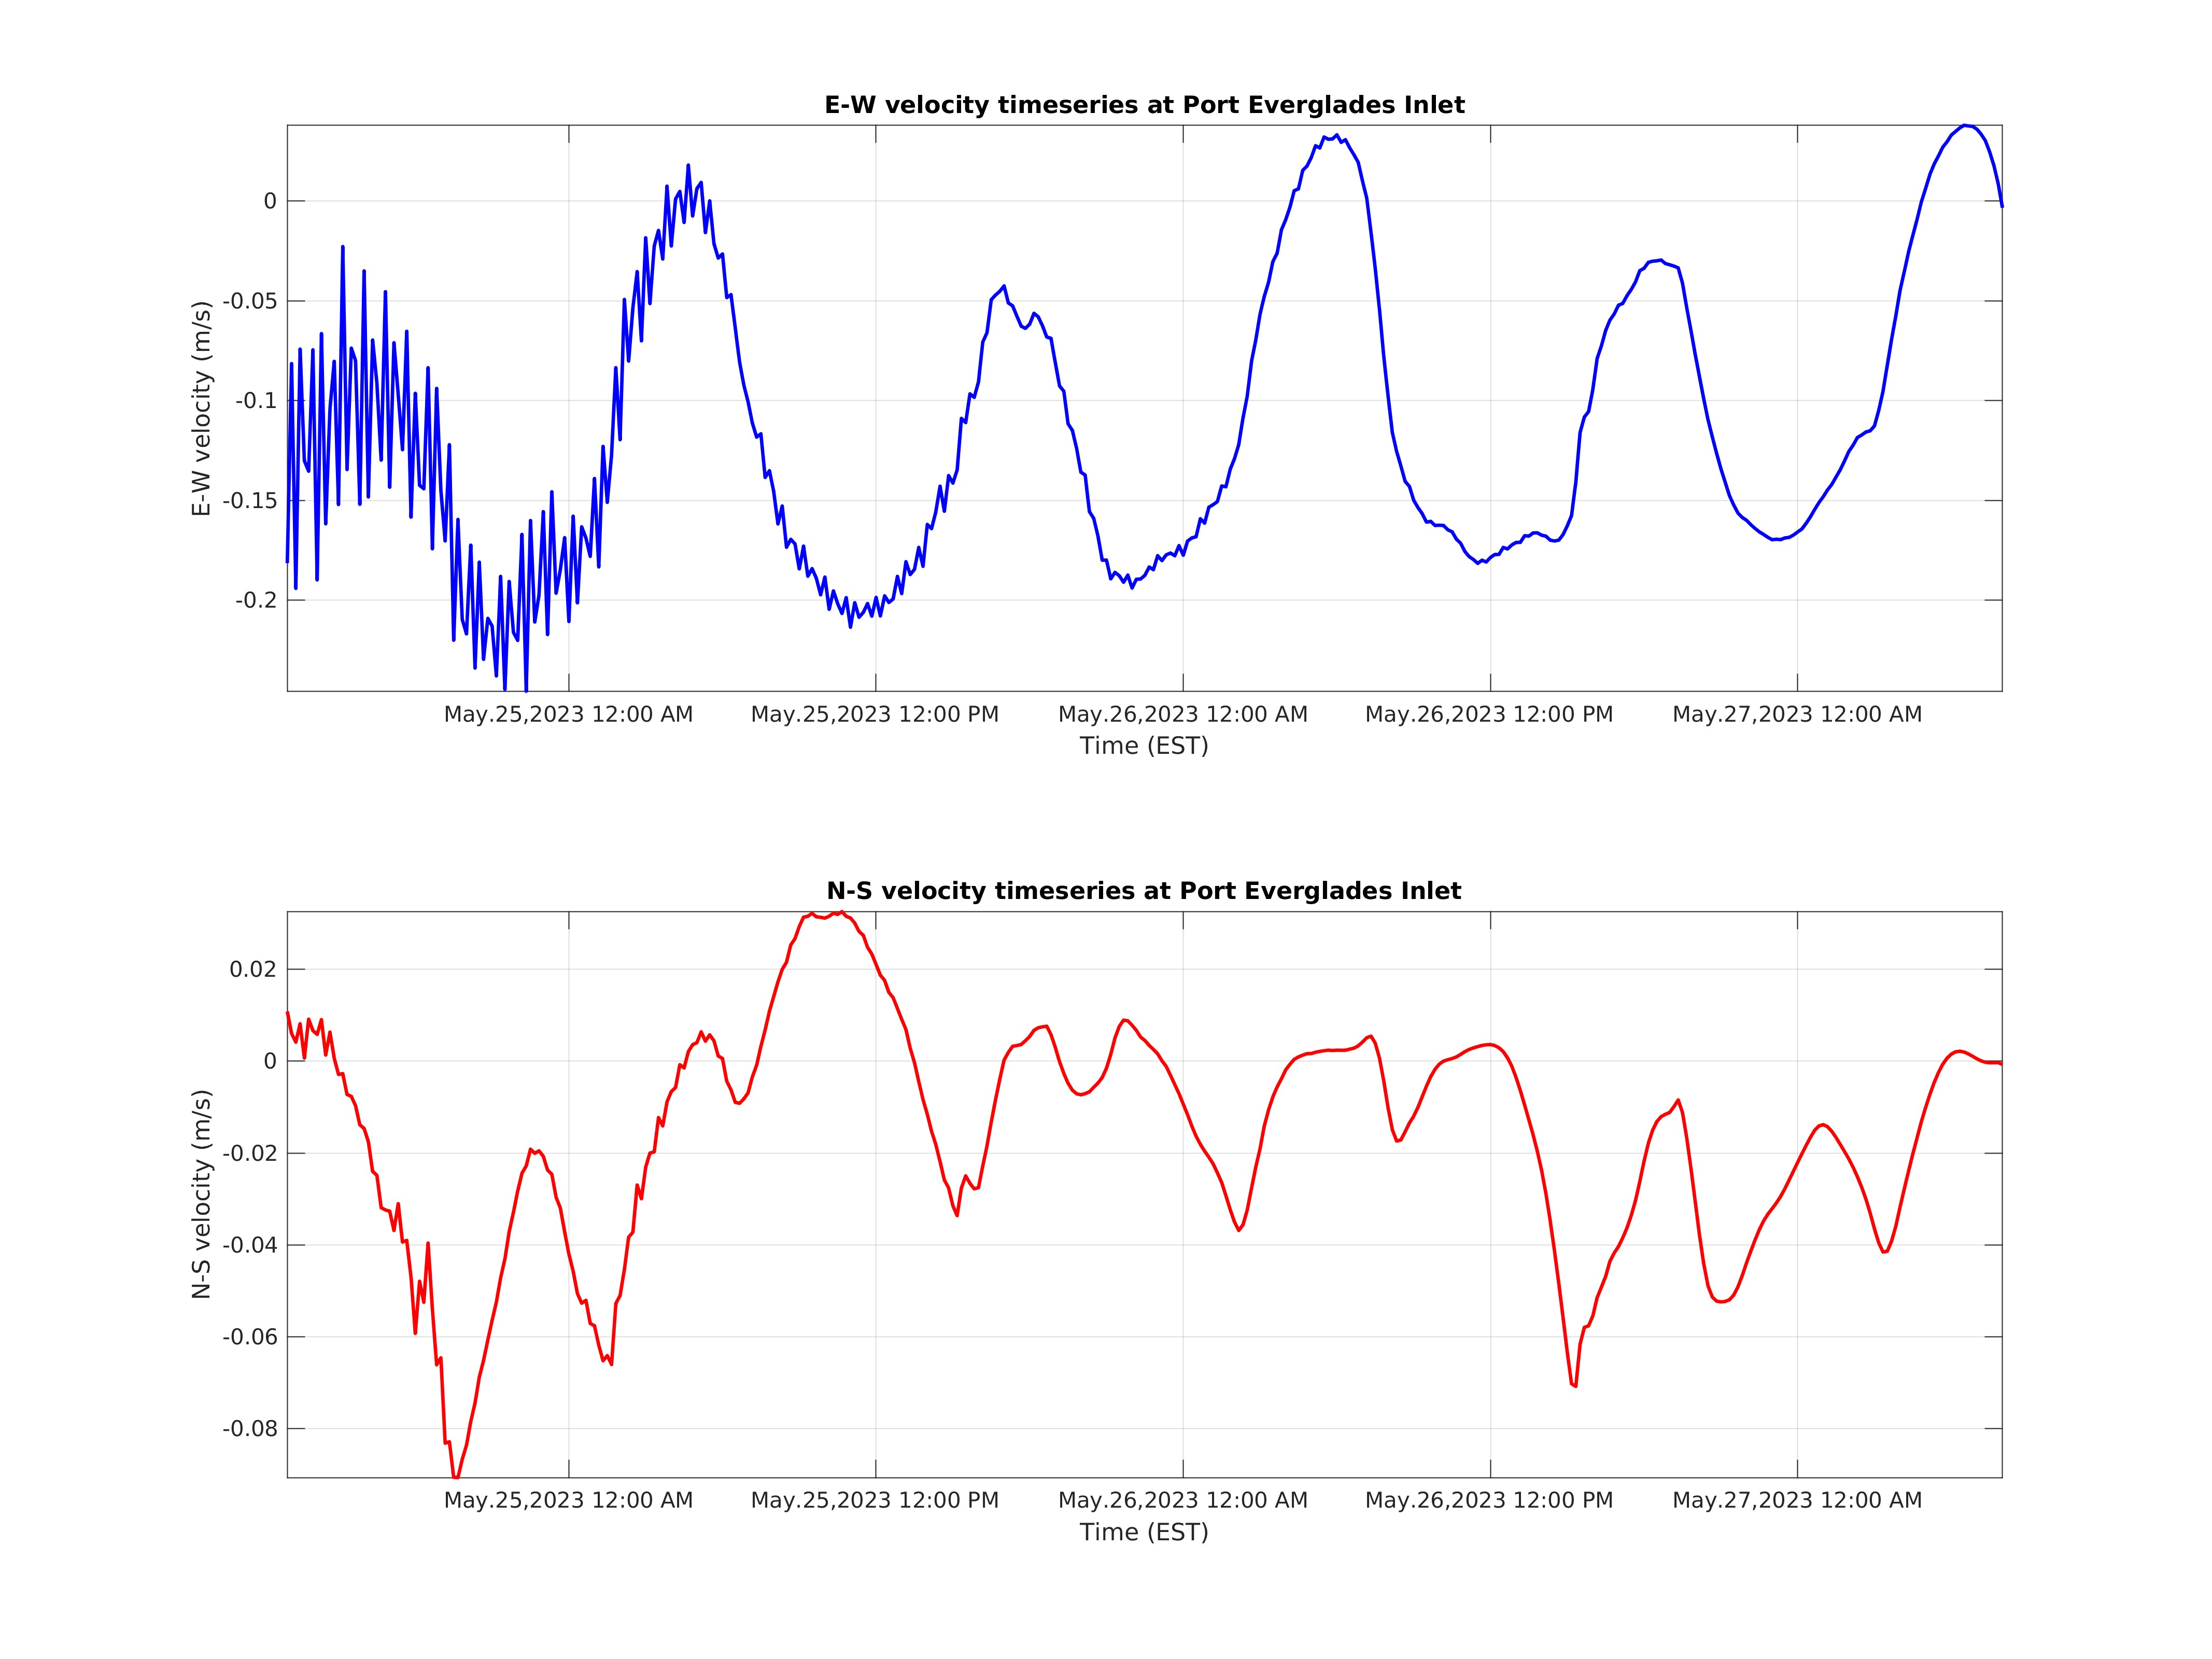 E-W velocity timeseries at Port Everglades Inlet
E-W velocity (m/s)
0
-0.05
-0.1
-0.15
-0.2
May.25,2023 12:00 AM May.25,2023 12:00 PM May.26,2023 12:00 AM May.26,2023 12:00 PM May.27,2023 12:00 AM
Time (EST)
N-S velocity timeseries at Port Everglades Inlet
N-S velocity (m/s)
0.02
0
-0.02
-0.04
-0.06
-0.08
May.25,2023 12:00 AM May.25,2023 12:00 PM May.26,2023 12:00 AM May.26,2023 12:00 PM May.27,2023 12:00 AM
Time (EST)